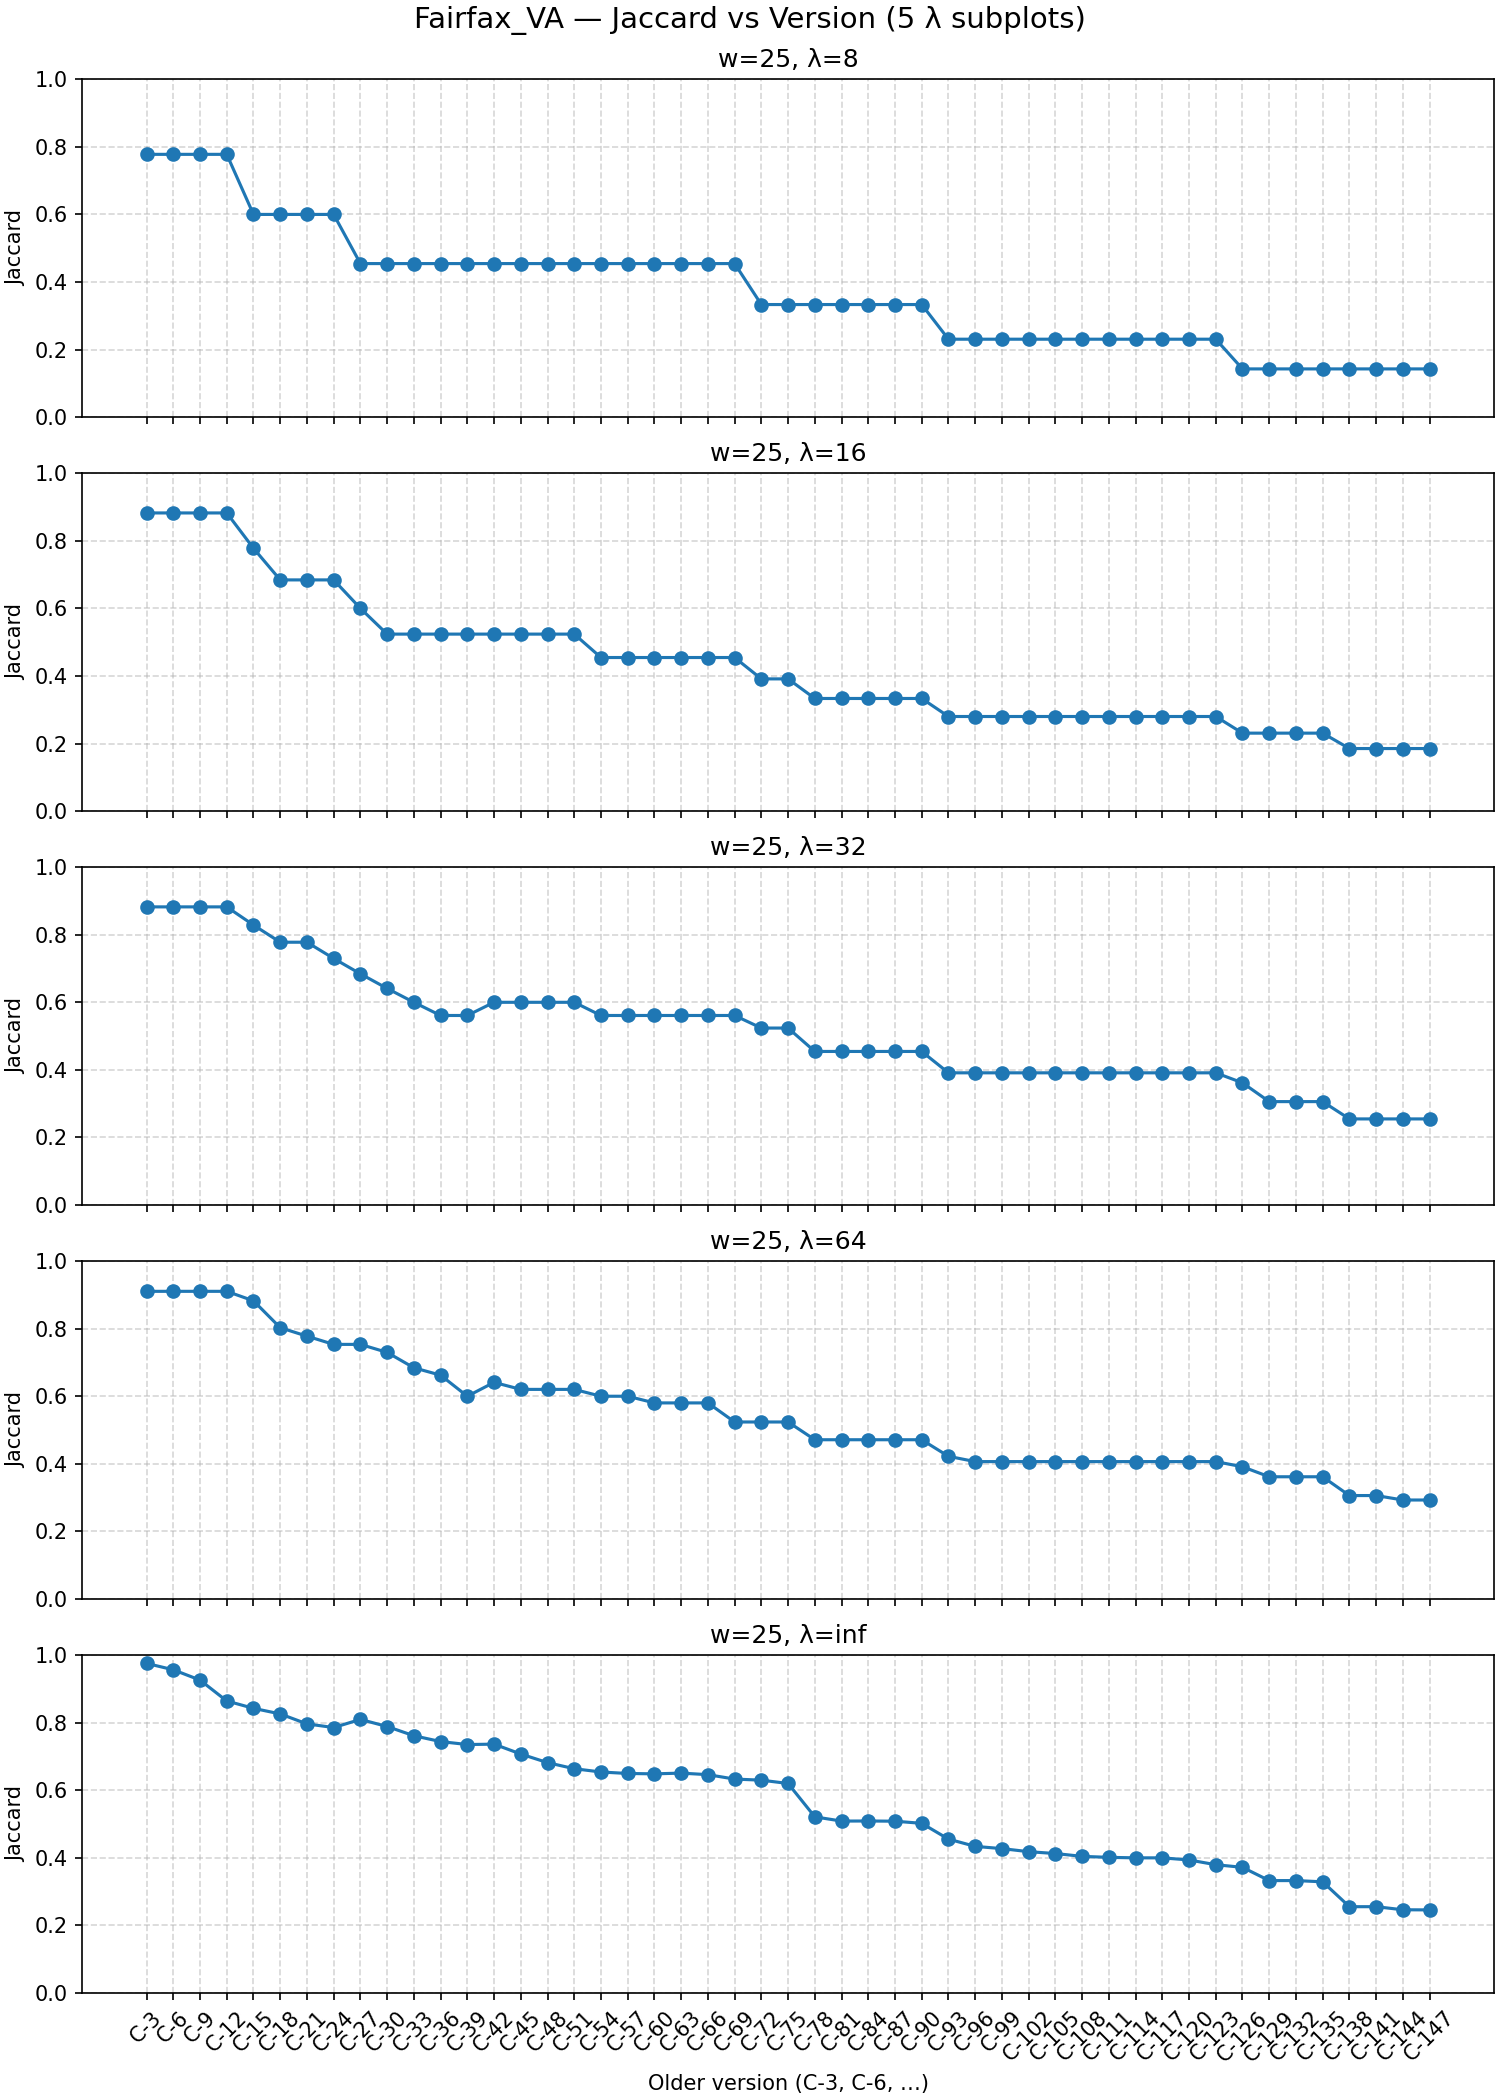 Fairfax_VA — Jaccard vs Version (5 λ subplots)
w=25, λ=8
Jaccard
1.0
0.8
0.6
0.4
0.2
0.0
w=25, λ=16
Jaccard
1.0
0.8
0.6
0.4
0.2
0.0
w=25, λ=32
Jaccard
1.0
0.8
0.6
0.4
0.2
0.0
w=25, λ=64
Jaccard
1.0
0.8
0.6
0.4
0.2
0.0
w=25, λ=inf
Jaccard
1.0
0.8
0.6
0.4
0.2
0.0
C-3
C-6
C-9
C-12
C-15
C-18
C-21
C-24
C-27
C-30
C-33
C-36
C-39
C-42
C-45
C-48
C-51
C-54
C-57
C-60
C-63
C-66
C-69
C-72
C-75
C-78
C-81
C-84
C-87
C-90
C-93
C-96
C-99
C-102
C-105
C-108
C-111
C-114
C-117
C-120
C-123
C-126
C-129
C-132
C-135
C-138
C-141
C-144
C-147
Older version (C-3, C-6, ...)